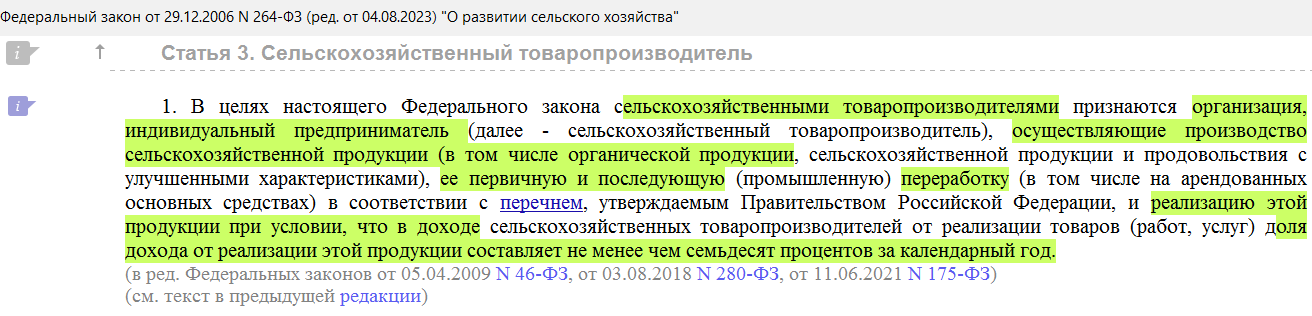 Федеральный закон от 29.12.2006 N 264-ФЗ (ред. от 04.08.2023) "О развитии сельского хозяйства"
i ↑ Статья 3. Сельскохозяйственный товаропроизводитель
i 1. В целях настоящего Федерального закона сельскохозяйственными товаропроизводителями признаются организация,
индивидуальный предприниматель (далее - сельскохозяйственный товаропроизводитель), осуществляющие производство
сельскохозяйственной продукции (в том числе органической продукции, сельскохозяйственной продукции и продовольствия с
улучшенными характеристиками), ее первичную и последующую (промышленную) переработку (в том числе на арендованных
основных средствах) в соответствии с перечнем, утверждаемым Правительством Российской Федерации, и реализацию этой
продукции при условии, что в доходе сельскохозяйственных товаропроизводителей от реализации товаров (работ, услуг) доля
дохода от реализации этой продукции составляет не менее чем семьдесят процентов за календарный год.
(в ред. Федеральных законов от 05.04.2009 N 46-ФЗ, от 03.08.2018 N 280-ФЗ, от 11.06.2021 N 175-ФЗ)
(см. текст в предыдущей редакции)